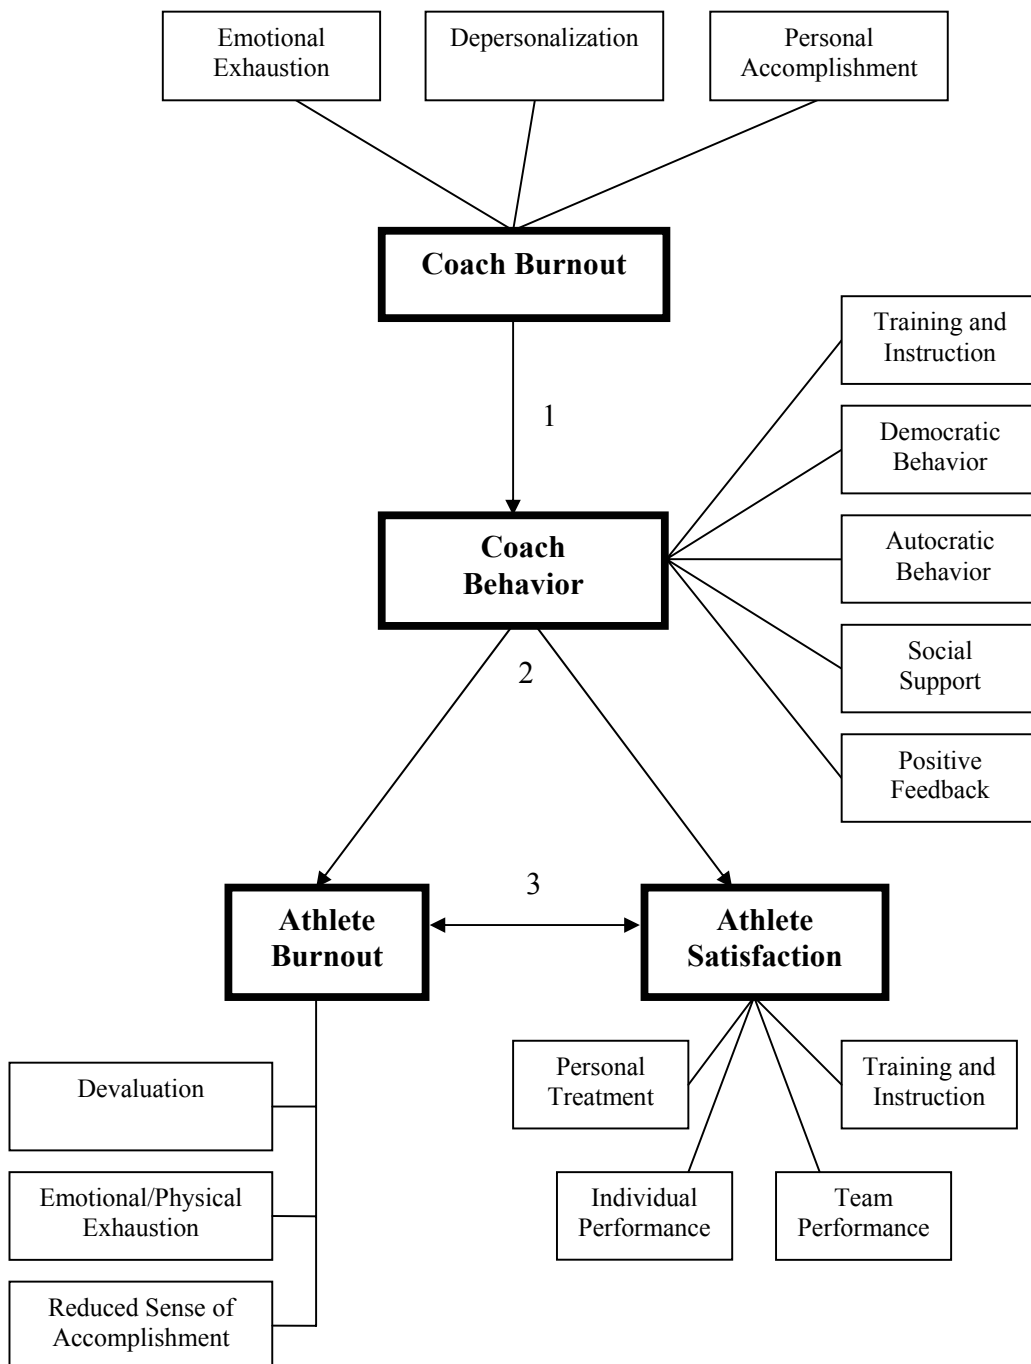 Emotional
Exhaustion
Depersonalization
Personal
Accomplishment
Coach Burnout
Training and
Instruction
1
Democratic
Behavior
Coach
Behavior
Autocratic
Behavior
2
Social
Support
Positive
Feedback
3
Athlete
Burnout
Athlete
Satisfaction
Devaluation
Personal
Treatment
Training and
Instruction
Emotional/Physical
Exhaustion
Individual
Performance
Team
Performance
Reduced Sense of
Accomplishment